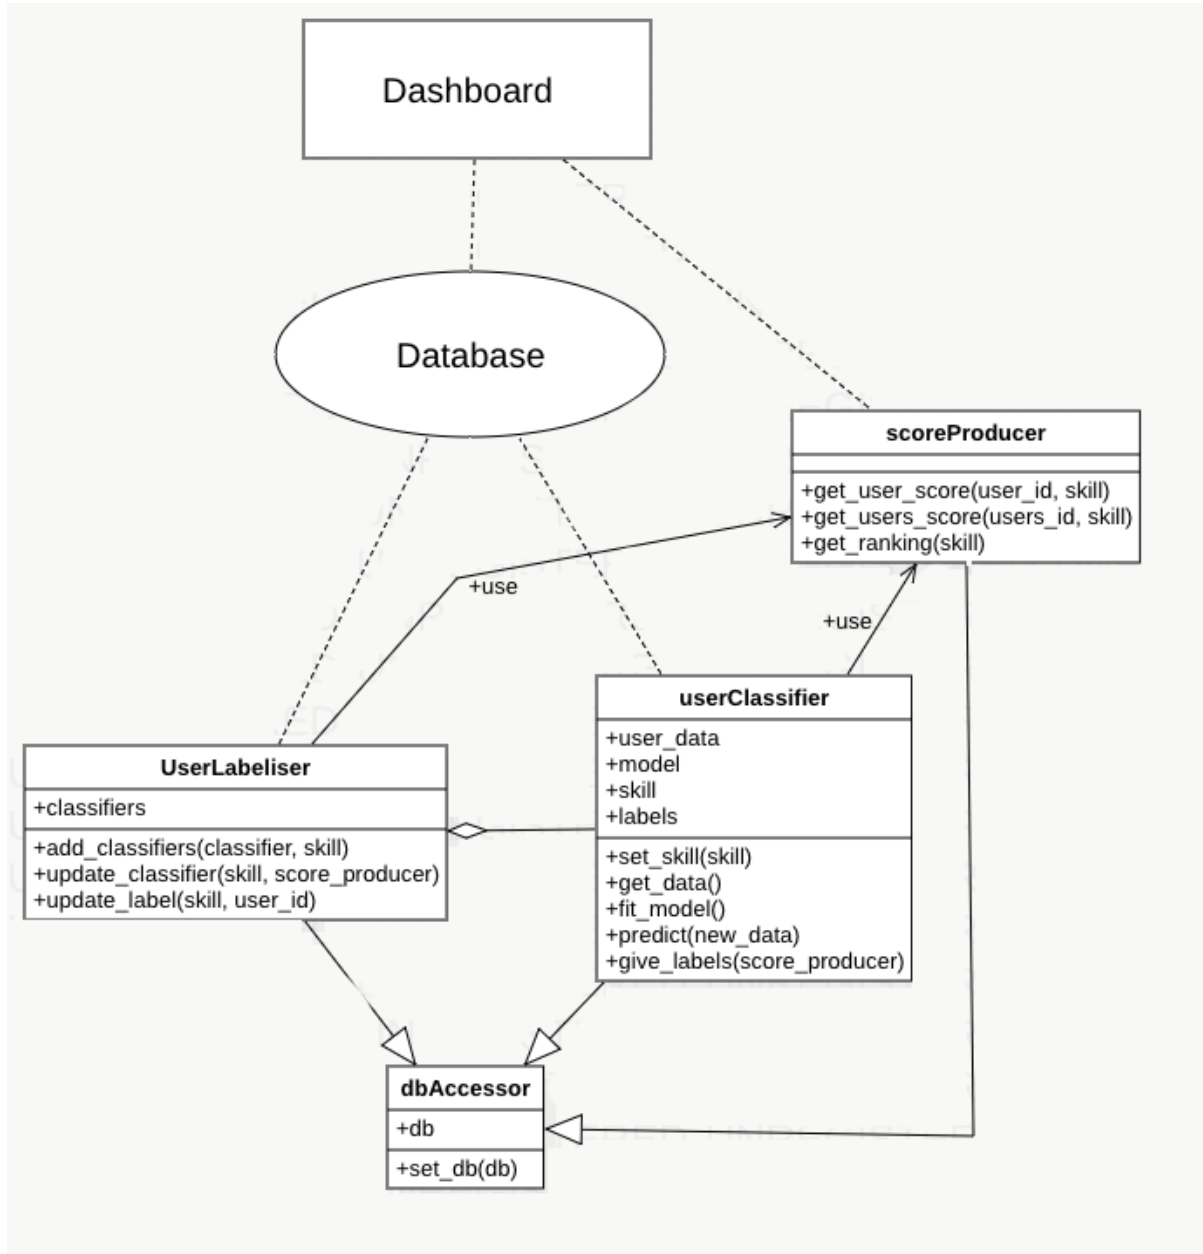 Dashboard
Database
scoreProducer
+get_user_score(user_id, skill)
+get_users_score(users_id, skill)
+get_ranking(skill)
+use
+use
userClassifier
+user_data
+model
+skill
+labels
+set_skill(skill)
+get_data()
+fit_model()
+predict(new_data)
+give_labels(score_producer)
UserLabeliser
+classifiers
+add_classifiers(classifier, skill)
+update_classifier(skill, score_producer)
+update_label(skill, user_id)
dbAccessor
+db
+set_db(db)